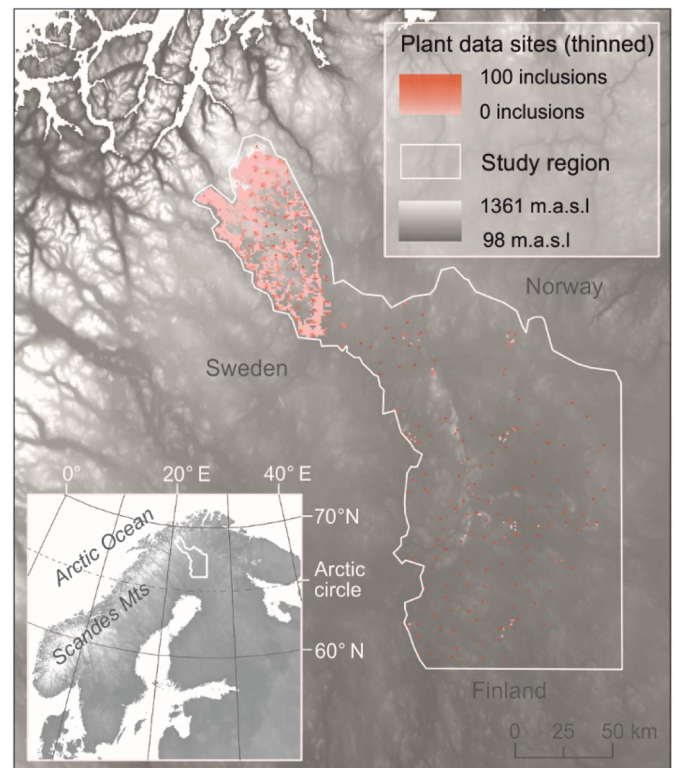 Plant data sites (thinned)
100 inclusions
0 inclusions
Study region
1361 m.a.s.l
98 m.a.s.l
Norway
Sweden
0°
20° E
40° E
70°N
Arctic Ocean
Arctic
circle
Scandes Mts
60° N
Finland
0 25 50 km